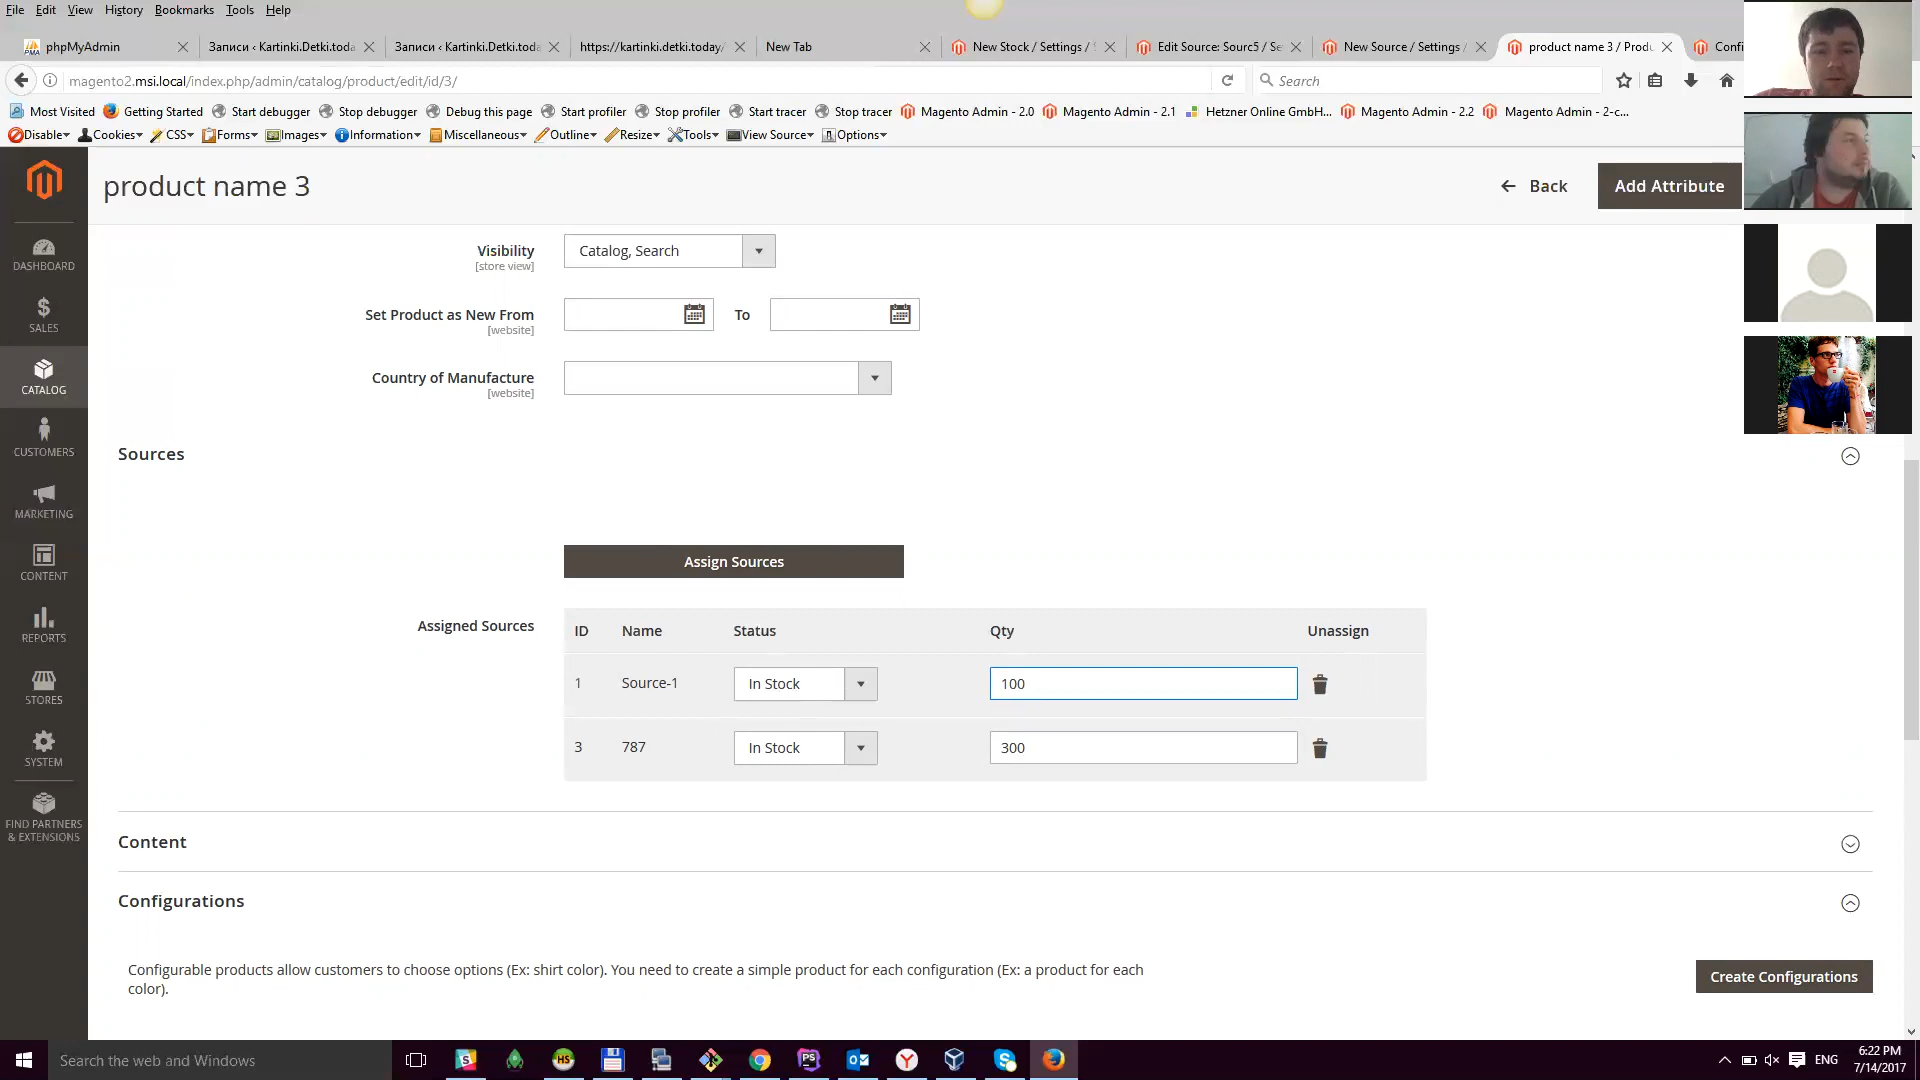 File Edit View History Bookmarks Tools Help
phpMyAdmin
Записи ‹ Kartinki.Detki.toda
Записи ‹ Kartinki.Detki.toda
https://kartinki.detki.today/
New Tab
New Stock / Settings /
Edit Source: Sourc5 / Se
New Source / Settings /
product name 3 / Produ
Confi
magento2.msi.local/index.php/admin/catalog/product/edit/id/3/
Search
Most Visited Getting Started Start debugger Stop debugger Debug this page Start profiler Stop profiler Start tracer Stop tracer Magento Admin - 2.0 Magento Admin - 2.1 Hetzner Online GmbH... Magento Admin - 2.2 Magento Admin - 2-c...
Disable Cookies CSS Forms Images Information Miscellaneous Outline Resize Tools View Source Options
product name 3
Back
Add Attribute
DASHBOARD
SALES
CATALOG
CUSTOMERS
MARKETING
CONTENT
REPORTS
STORES
SYSTEM
FIND PARTNERS
& EXTENSIONS
Visibility
[store view]
Catalog, Search
Set Product as New From
[website]
To
Country of Manufacture
[website]
Sources
Assign Sources
Assigned Sources
ID Name Status Qty Unassign
1 Source-1 In Stock 100
3 787 In Stock 300
Content
Configurations
Configurable products allow customers to choose options (Ex: shirt color). You need to create a simple product for each configuration (Ex: a product for each
color).
Create Configurations
Search the web and Windows
ENG
6:22 PM
7/14/2017